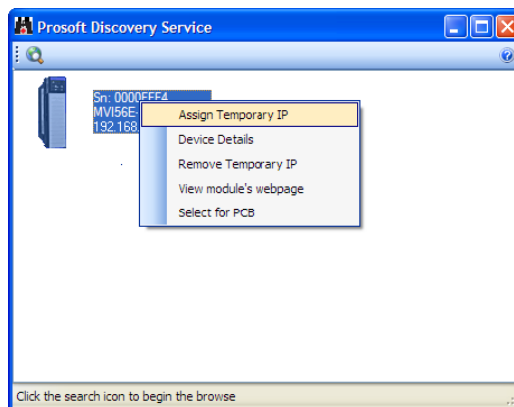 Prosoft Discovery Service
Sn: 0000EFF4
MVI56E-
192.168.
Assign Temporary IP
Device Details
Remove Temporary IP
View module's webpage
Select for PCB
Click the search icon to begin the browse